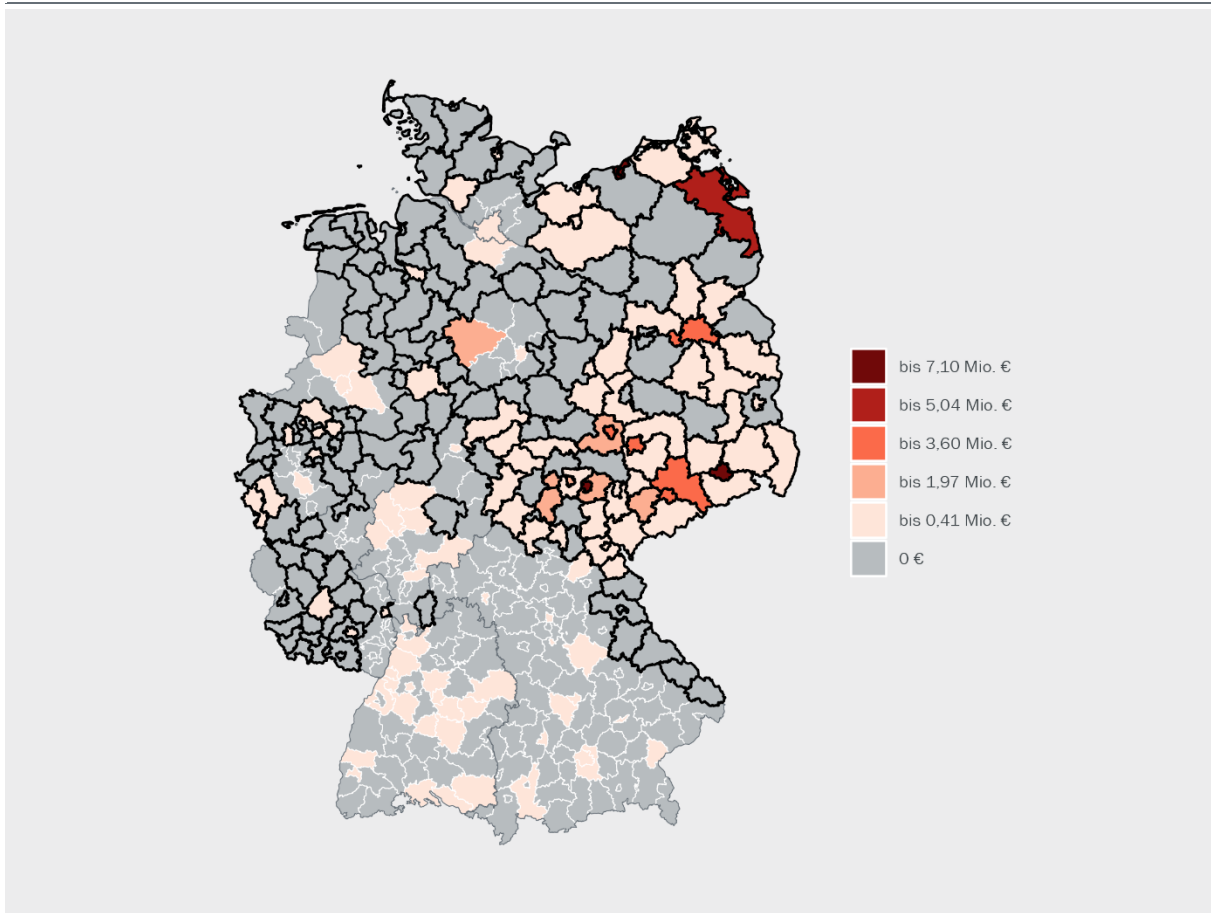 bis 7,10 Mio. €
bis 5,04 Mio. €
bis 3,60 Mio. €
bis 1,97 Mio. €
bis 0,41 Mio. €
0 €